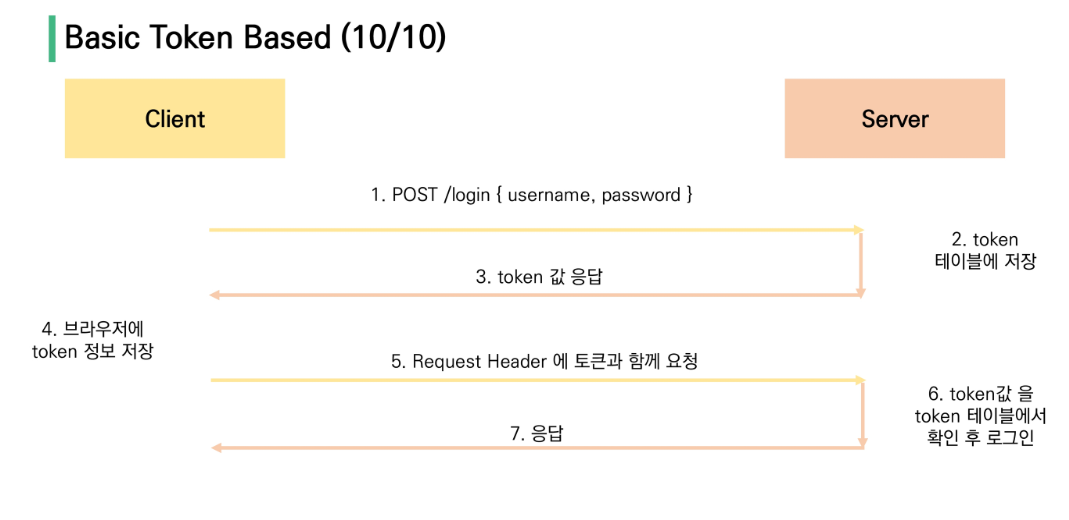 Basic Token Based (10/10)
Client
Server
1. POST /login { username, password }
2. token
테이블에 저장
3. token 값 응답
4. 브라우저에
token 정보 저장
5. Request Header 에 토큰과 함께 요청
6. token값 을
token 테이블에서
확인 후 로그인
7. 응답